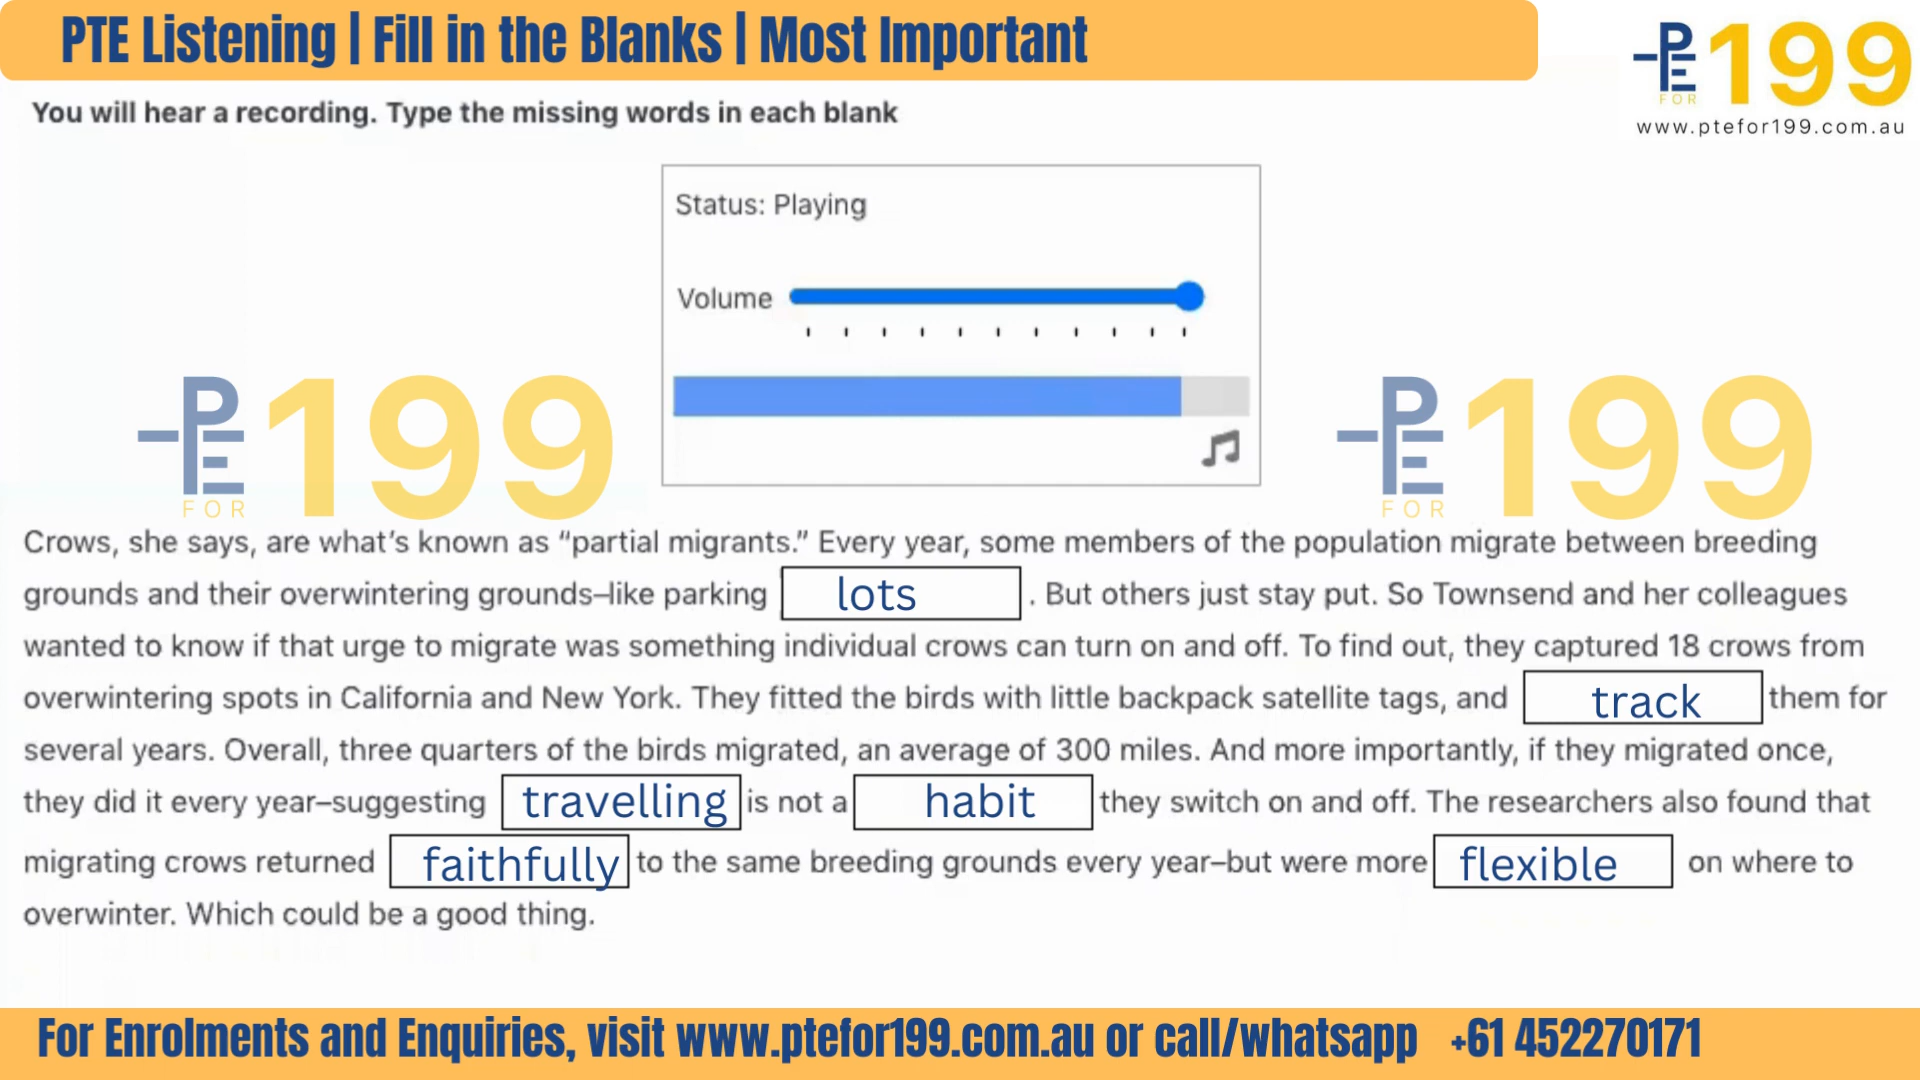 PTE Listening | Fill in the Blanks | Most Important
PTE FOR 199
www.ptefor199.com.au
You will hear a recording. Type the missing words in each blank
Status: Playing
Volume
PTE FOR 199
PTE FOR 199
Crows, she says, are what's known as “partial migrants.” Every year, some members of the population migrate between breeding
grounds and their overwintering grounds–like parking lots . But others just stay put. So Townsend and her colleagues
wanted to know if that urge to migrate was something individual crows can turn on and off. To find out, they captured 18 crows from
overwintering spots in California and New York. They fitted the birds with little backpack satellite tags, and track them for
several years. Overall, three quarters of the birds migrated, an average of 300 miles. And more importantly, if they migrated once,
they did it every year–suggesting travelling is not a habit they switch on and off. The researchers also found that
migrating crows returned faithfully to the same breeding grounds every year–but were more flexible on where to
overwinter. Which could be a good thing.
For Enrolments and Enquiries, visit www.ptefor199.com.au or call/whatsapp +61 452270171